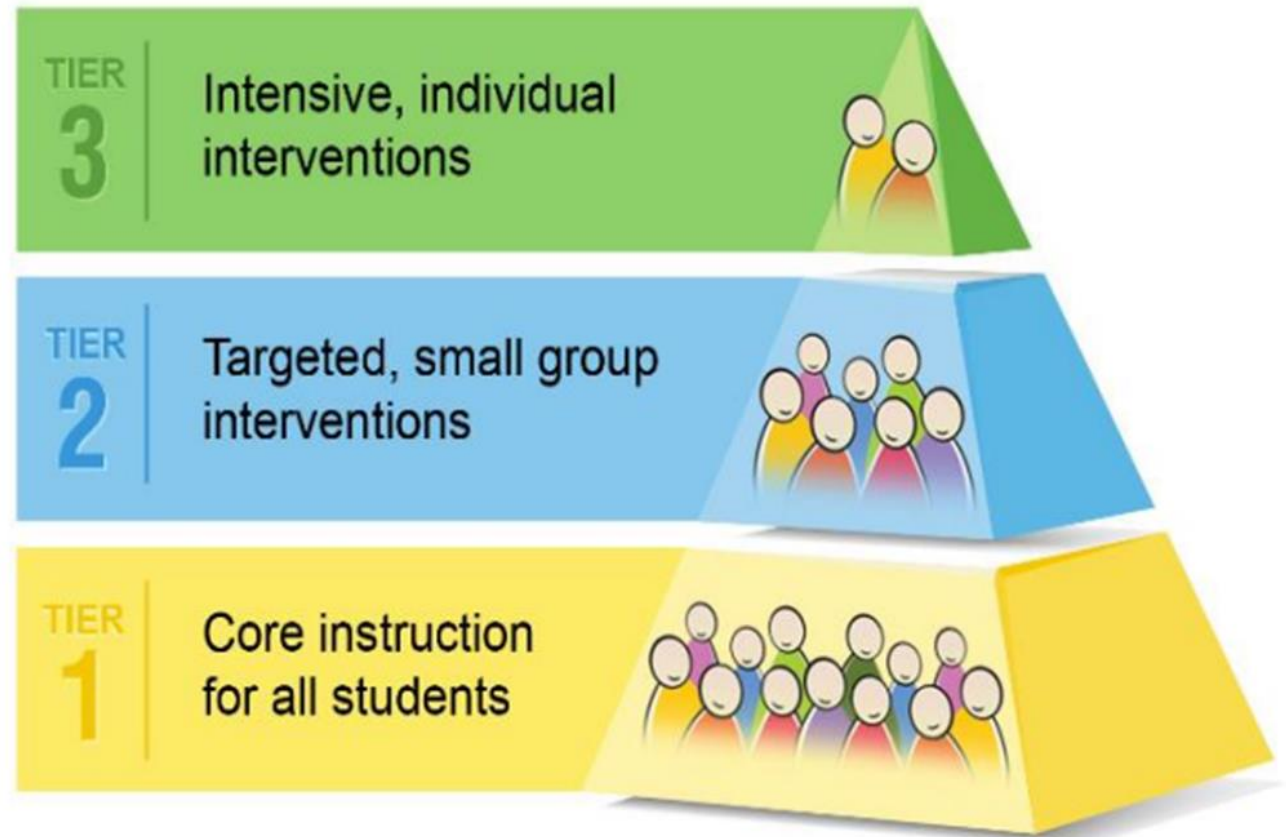 TIER
3
Intensive, individual
interventions
TIER
2
Targeted, small group
interventions
TIER
1
Core instruction
for all students